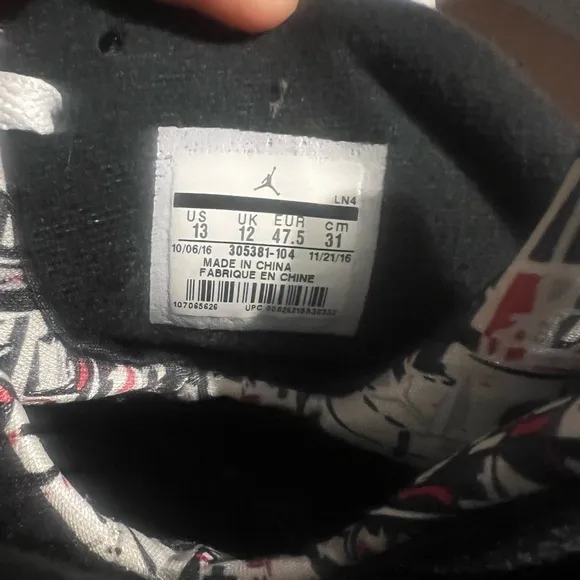 LN4
US UK EUR cm
13 12 47.5 31
10/06/16 305381-104 11/21/16
MADE IN CHINA
FABRIQUE EN CHINE
107065626 UPC